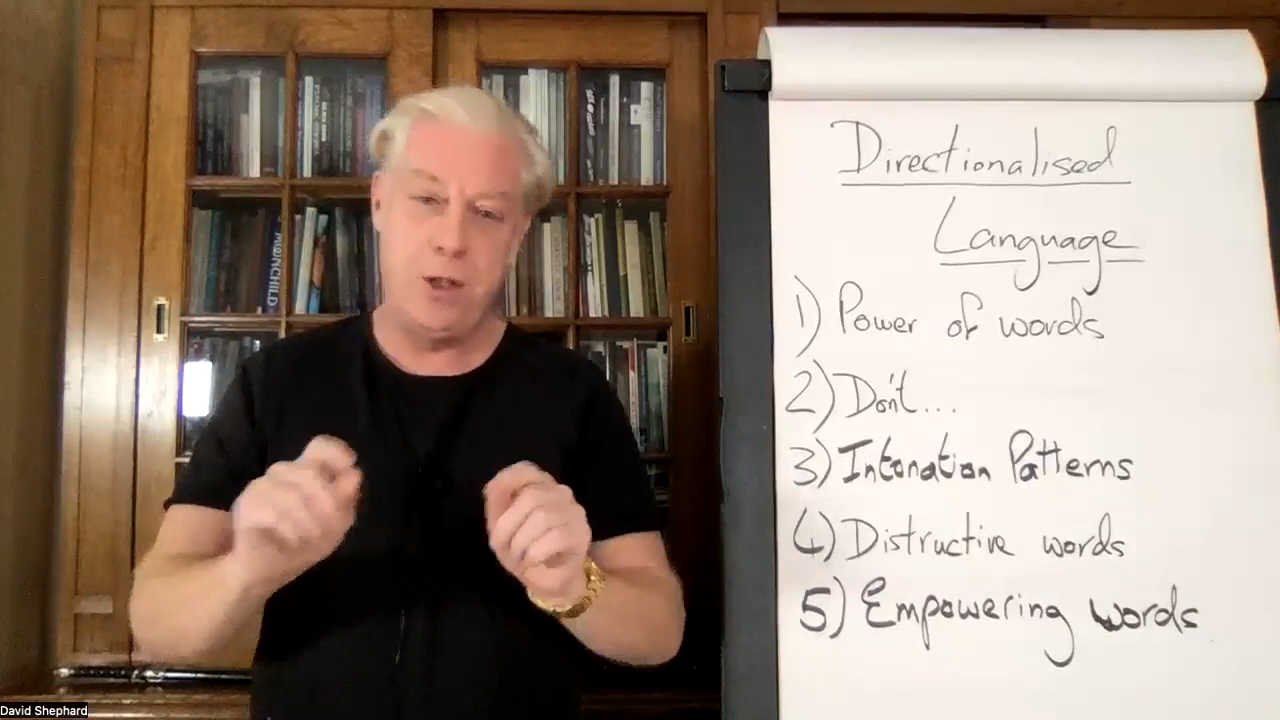 Directionalised
Language
1) Power of words
2) Don't...
3) Intonation Patterns
4) Distructive words
5) Empowering words
MOONCHILD
David Shephard